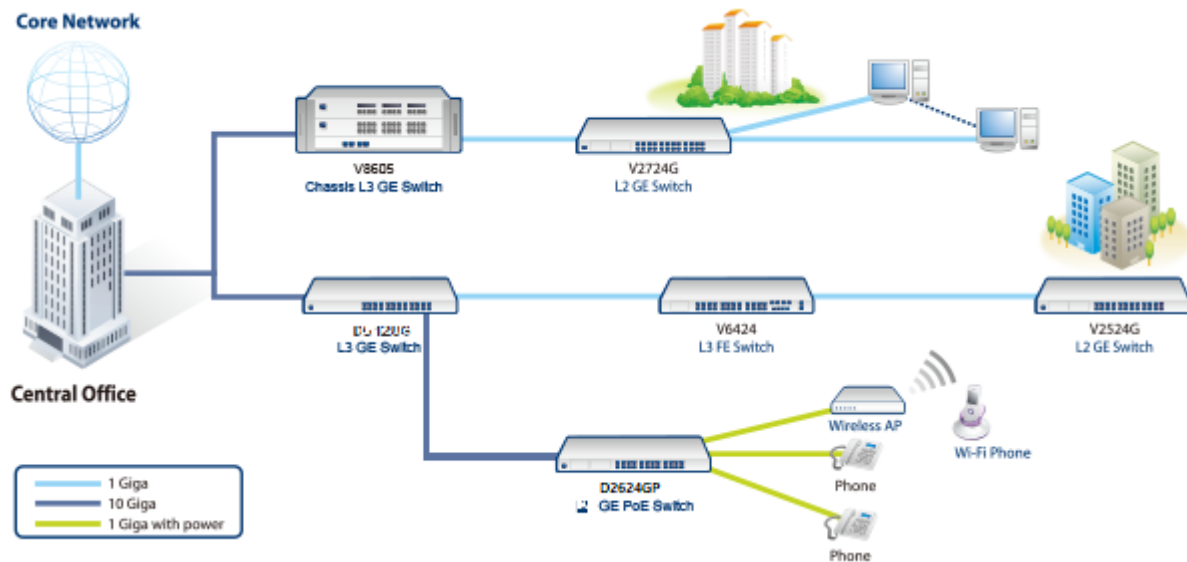 Core Network
V8605
Chassis L3 GE Switch
V2724G
L2 GE Switch
L3 GE Switch
V6424
L3 FE Switch
V2524G
L2 GE Switch
Central Office
Wireless AP
Wi-Fi Phone
Phone
D2624GP
GE PoE Switch
Phone
1 Giga
10 Giga
1 Giga with power